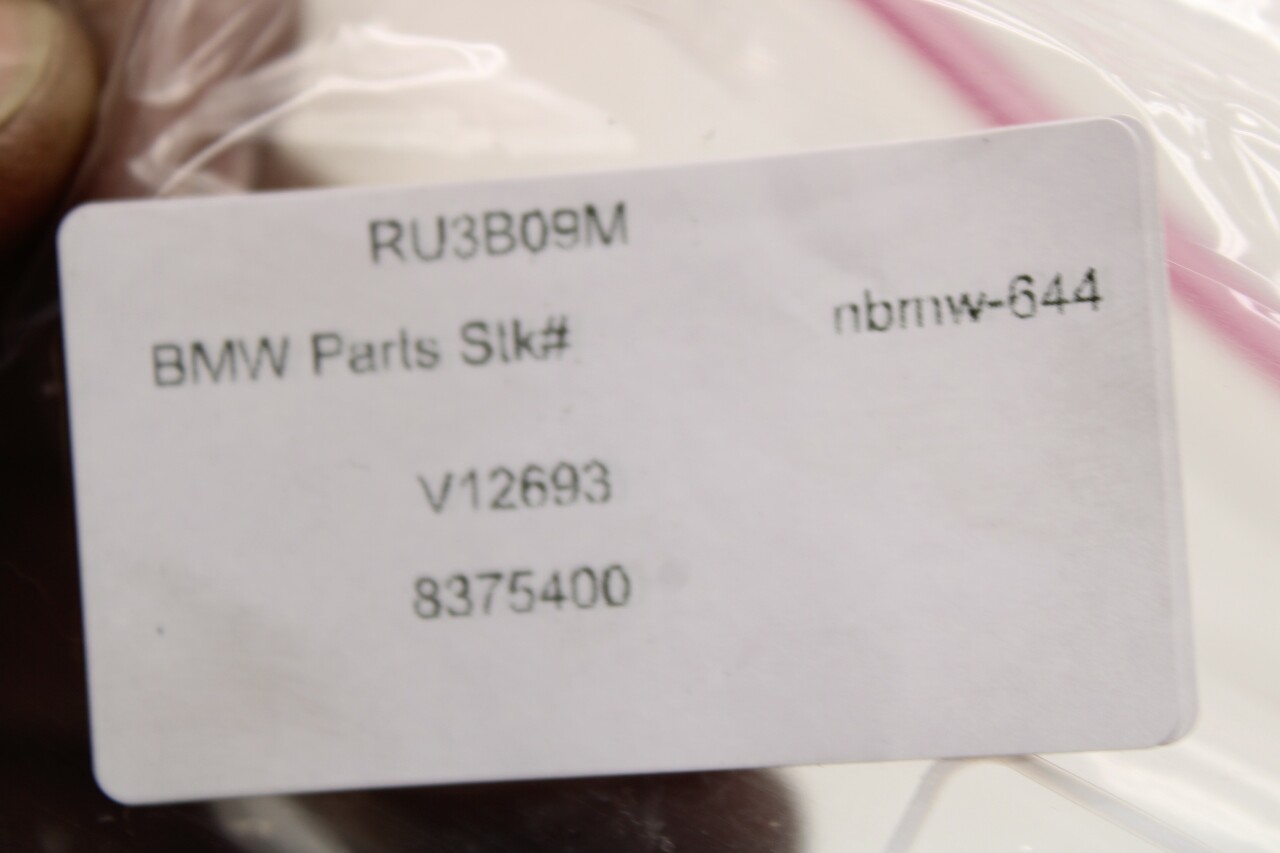 RU3B09M
BMW Parts Stk#
nbmw-644
V12693
8375400